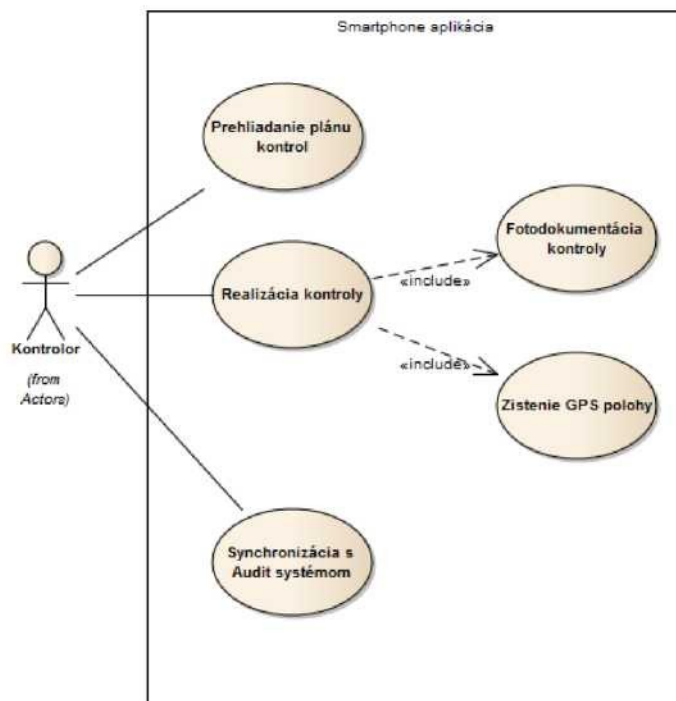 Smartphone aplikácia
Prehliadanie plánu
kontrol
Fotodokumentácia
kontroly
Realizácia kontroly
«include»
Kontrolor
(from
Actors)
«include»
Zistenie GPS polohy
Synchronizácia s
Audit systémom